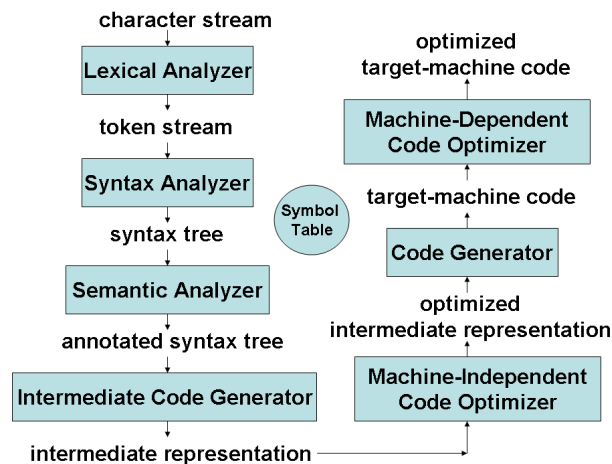 character stream
Lexical Analyzer
token stream
Syntax Analyzer
syntax tree
Semantic Analyzer
annotated syntax tree
Intermediate Code Generator
intermediate representation
Symbol
Table
optimized
target-machine code
Machine-Dependent
Code Optimizer
target-machine code
Code Generator
optimized
intermediate representation
Machine-Independent
Code Optimizer